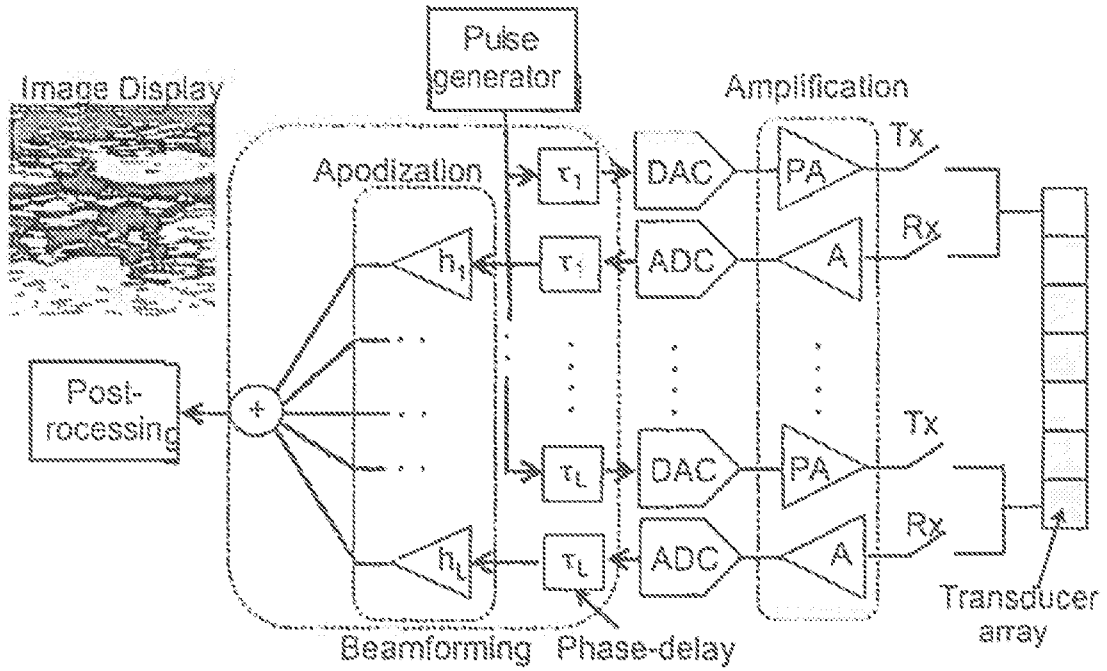 Pulse
generator
Image Display
Amplification
Apodization
τ1
DAC
PA
Tx
h1
τ1
ADC
A
Rx
Post-
rocessing
+
τL
DAC
PA
Tx
hL
τL
ADC
A
Rx
Beamforming
Phase-delay
Transducer
array